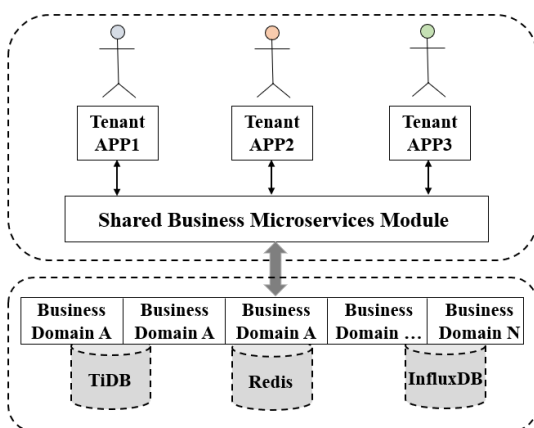 Tenant
APP1
Tenant
APP2
Tenant
APP3
Shared Business Microservices Module
Business
Domain A
Business
Domain A
Business
Domain A
Business
Domain ...
Business
Domain N
TiDB
Redis
InfluxDB